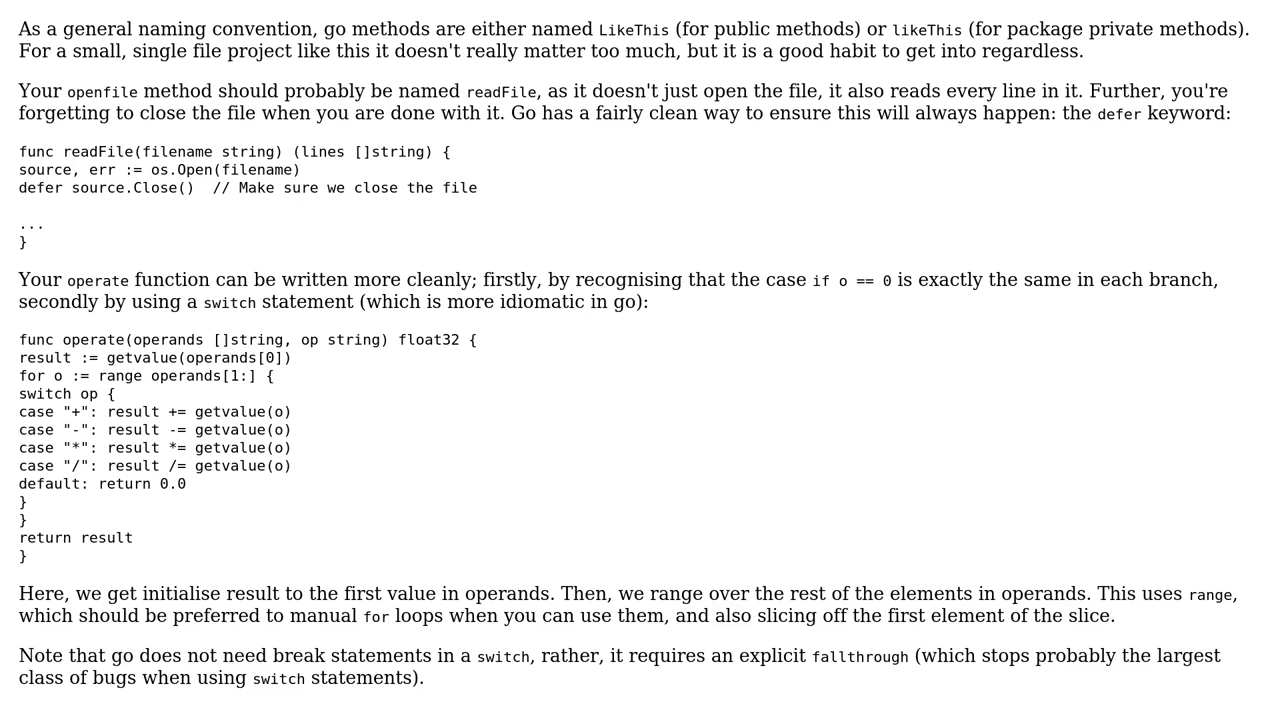 As a general naming convention, go methods are either named LikeThis (for public methods) or likeThis (for package private methods).
For a small, single file project like this it doesn't really matter too much, but it is a good habit to get into regardless.
Your openfile method should probably be named readFile, as it doesn't just open the file, it also reads every line in it. Further, you're
forgetting to close the file when you are done with it. Go has a fairly clean way to ensure this will always happen: the defer keyword:
func readFile(filename string) (lines []string) {
source, err := os.Open(filename)
defer source.Close()  // Make sure we close the file
...
}
Your operate function can be written more cleanly; firstly, by recognising that the case if o == 0 is exactly the same in each branch,
secondly by using a switch statement (which is more idiomatic in go):
func operate(operands []string, op string) float32 {
result := getvalue(operands[0])
for o := range operands[1:] {
switch op {
case "+": result += getvalue(o)
case "-": result -= getvalue(o)
case "*": result *= getvalue(o)
case "/": result /= getvalue(o)
default: return 0.0
}
}
return result
}
Here, we get initialise result to the first value in operands. Then, we range over the rest of the elements in operands. This uses range,
which should be preferred to manual for loops when you can use them, and also slicing off the first element of the slice.
Note that go does not need break statements in a switch, rather, it requires an explicit fallthrough (which stops probably the largest
class of bugs when using switch statements).